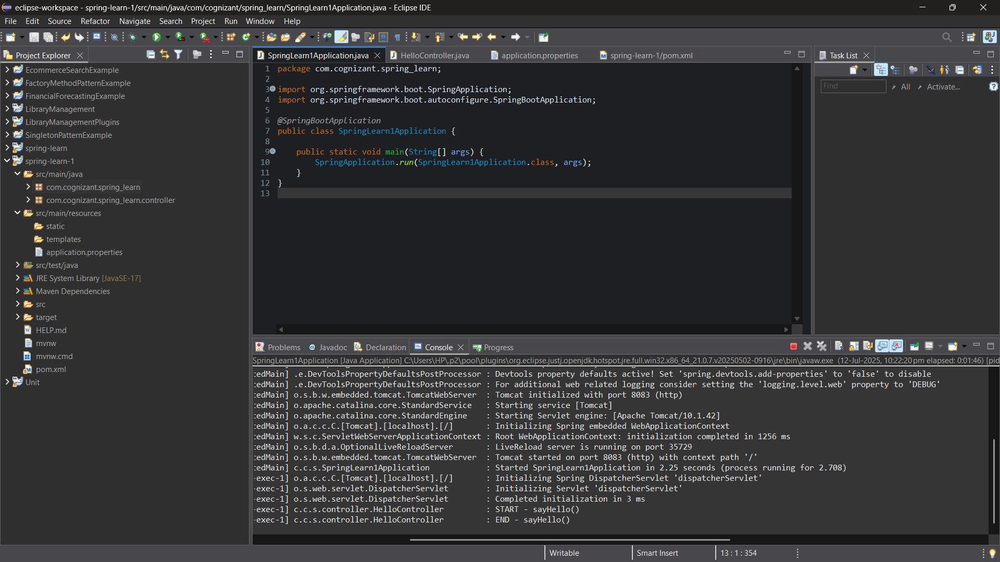 eclipse-workspace - spring-learn-1/src/main/java/com/cognizant/spring_learn/SpringLearn1Application.java - Eclipse IDE
File Edit Source Refactor Navigate Search Project Run Window Help
Project Explorer
EcommerceSearchExample
FactoryMethodPatternExample
FinancialForecastingExample
LibraryManagement
LibraryManagementPlugins
SingletonPatternExample
spring-learn
spring-learn-1
src/main/java
com.cognizant.spring_learn
com.cognizant.spring_learn.controller
src/main/resources
static
templates
application.properties
src/test/java
JRE System Library [JavaSE-17]
Maven Dependencies
src
target
HELP.md
mvnw
mvnw.cmd
pom.xml
Unit
SpringLearn1Application.java HelloController.java application.properties spring-learn-1/pom.xml
1 package com.cognizant.spring_learn;
2
3 import org.springframework.boot.SpringApplication;
4 import org.springframework.boot.autoconfigure.SpringBootApplication;
5
6 @SpringBootApplication
7 public class SpringLearn1Application {
8
9 public static void main(String[] args) {
10 SpringApplication.run(SpringLearn1Application.class, args);
11 }
12 }
13
Task List
Find All Activate...
Problems Javadoc Declaration Console Progress
SpringLearn1Application [Java Application] C:\Users\HP\.p2\pool\plugins\org.eclipse.justj.openjdk.hotspot.jre.full.win32.x86_64_21.0.7.v20250502-0916\jre\bin\javaw.exe (12-Jul-2025, 10:22:20 pm elapsed: 0:01:46) [pid
:edMain] .e.DevToolsPropertyDefaultsPostProcessor : Devtools property defaults active! Set 'spring.devtools.add-properties' to 'false' to disable
:edMain] .e.DevToolsPropertyDefaultsPostProcessor : For additional web related logging consider setting the 'logging.level.web' property to 'DEBUG'
:edMain] o.s.b.w.embedded.tomcat.TomcatWebServer : Tomcat initialized with port 8083 (http)
:edMain] o.apache.catalina.core.StandardService : Starting service [Tomcat]
:edMain] o.apache.catalina.core.StandardEngine : Starting Servlet engine: [Apache Tomcat/10.1.42]
:edMain] o.a.c.c.C.[Tomcat].[localhost].[/] : Initializing Spring embedded WebApplicationContext
:edMain] w.s.c.ServletWebServerApplicationContext : Root WebApplicationContext: initialization completed in 1256 ms
:edMain] o.s.b.d.a.OptionalLiveReloadServer : LiveReload server is running on port 35729
:edMain] o.s.b.w.embedded.tomcat.TomcatWebServer : Tomcat started on port 8083 (http) with context path '/'
:edMain] c.c.s.SpringLearn1Application : Started SpringLearn1Application in 2.25 seconds (process running for 2.708)
-exec-1] o.a.c.c.C.[Tomcat].[localhost].[/] : Initializing Spring DispatcherServlet 'dispatcherServlet'
-exec-1] o.s.web.servlet.DispatcherServlet : Initializing Servlet 'dispatcherServlet'
-exec-1] o.s.web.servlet.DispatcherServlet : Completed initialization in 3 ms
-exec-1] c.c.s.controller.HelloController : START - sayHello()
-exec-1] c.c.s.controller.HelloController : END - sayHello()
Writable Smart Insert 13 : 1 : 354